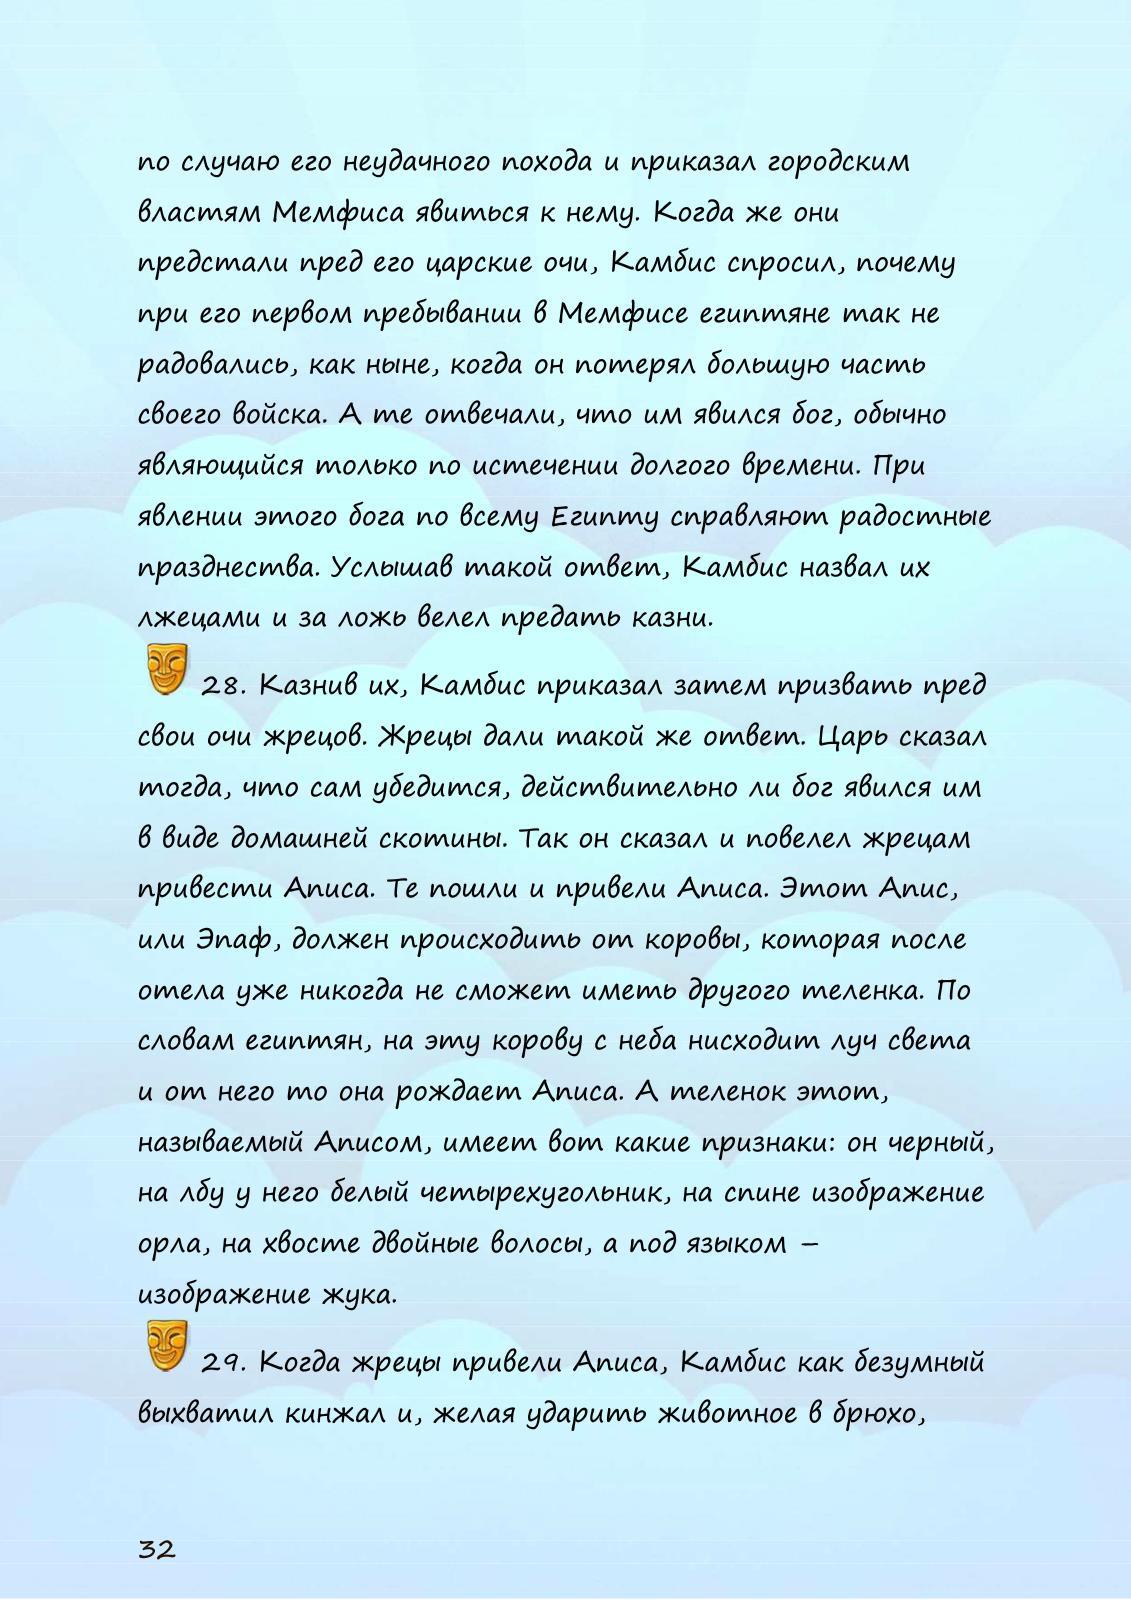 по случаю его неудачного похода и приказал городским
властям Мемфиса явиться к нему. Когда же они
предстали пред его царские очи, Камбис спросил, почему
при его первом пребывании в Мемфисе египтяне так не
радовались, как ныне, когда он потерял большую часть
своего войска. А те отвечали, что им явился бог, обычно
являющийся только по истечении долгого времени. При
явлении этого бога по всему Египту справляют радостные
празднества. Услышав такой ответ, Камбис назвал их
лжецами и за ложь велел предать казни.
28. Казнив их, Камбис приказал затем призвать пред
свои очи жрецов. Жрецы дали такой же ответ. Царь сказал
тогда, что сам убедится, действительно ли бог явился им
в виде домашней скотины. Так он сказал и повелел жрецам
привести Аписа. Те пошли и привели Аписа. Этот Апис,
или Эпаф, должен происходить от коровы, которая после
отела уже никогда не сможет иметь другого теленка. По
словам египтян, на эту корову с неба нисходит луч света
и от него то она рождает Аписа. А теленок этот,
называемый Аписом, имеет вот какие признаки: он черный,
на лбу у него белый четырехугольник, на спине изображение
орла, на хвосте двойные волосы, а под языком –
изображение жука.
29. Когда жрецы привели Аписа, Камбис как безумный
выхватил кинжал и, желая ударить животное в брюхо,
32